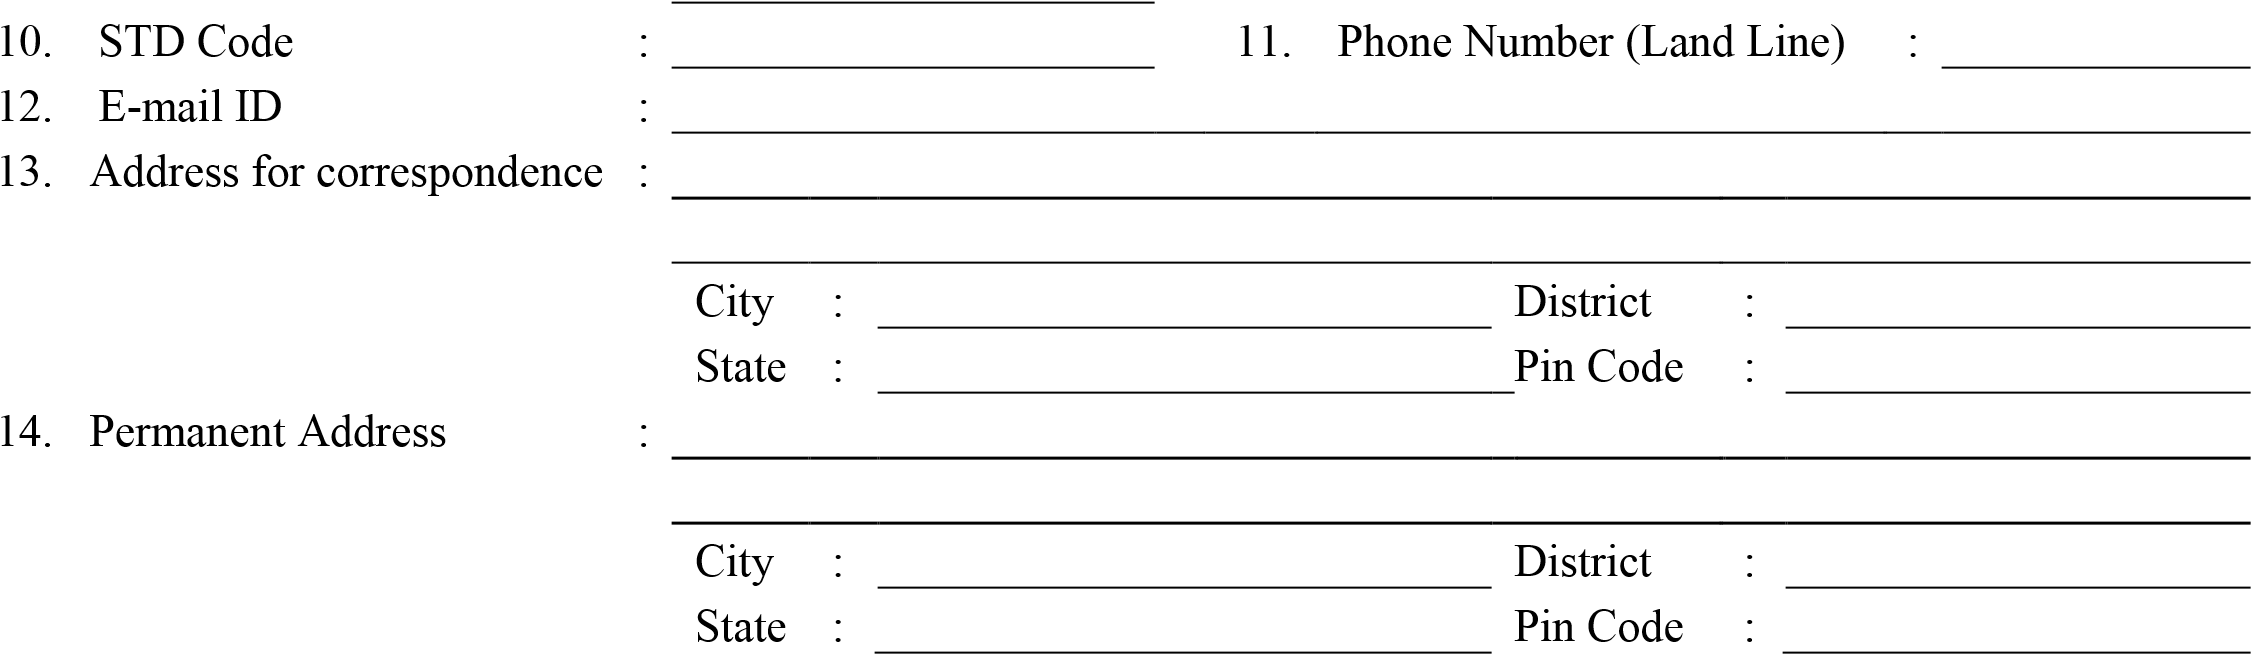 10. STD Code : 11. Phone Number (Land Line) :
12. E-mail ID :
13. Address for correspondence :
City : District :
State : Pin Code :
14. Permanent Address :
City : District :
State : Pin Code :